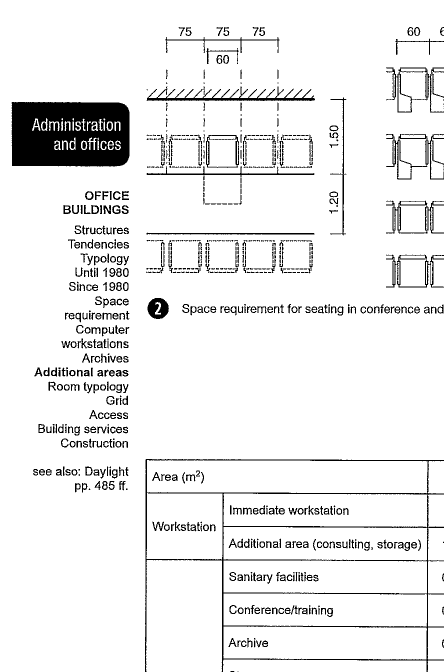 75 75 75
60
60
1.50
1.20
Administration
and offices
OFFICE
BUILDINGS
Structures
Tendencies
Typology
Until 1980
Since 1980
Space
requirement
Computer
workstations
Archives
Additional areas
Room typology
Grid
Access
Building services
Construction
see also: Daylight
pp. 485 ff.
2 Space requirement for seating in conference and
Area (m²)
Workstation
Immediate workstation
Additional area (consulting, storage)
Sanitary facilities
Conference/training
Archive